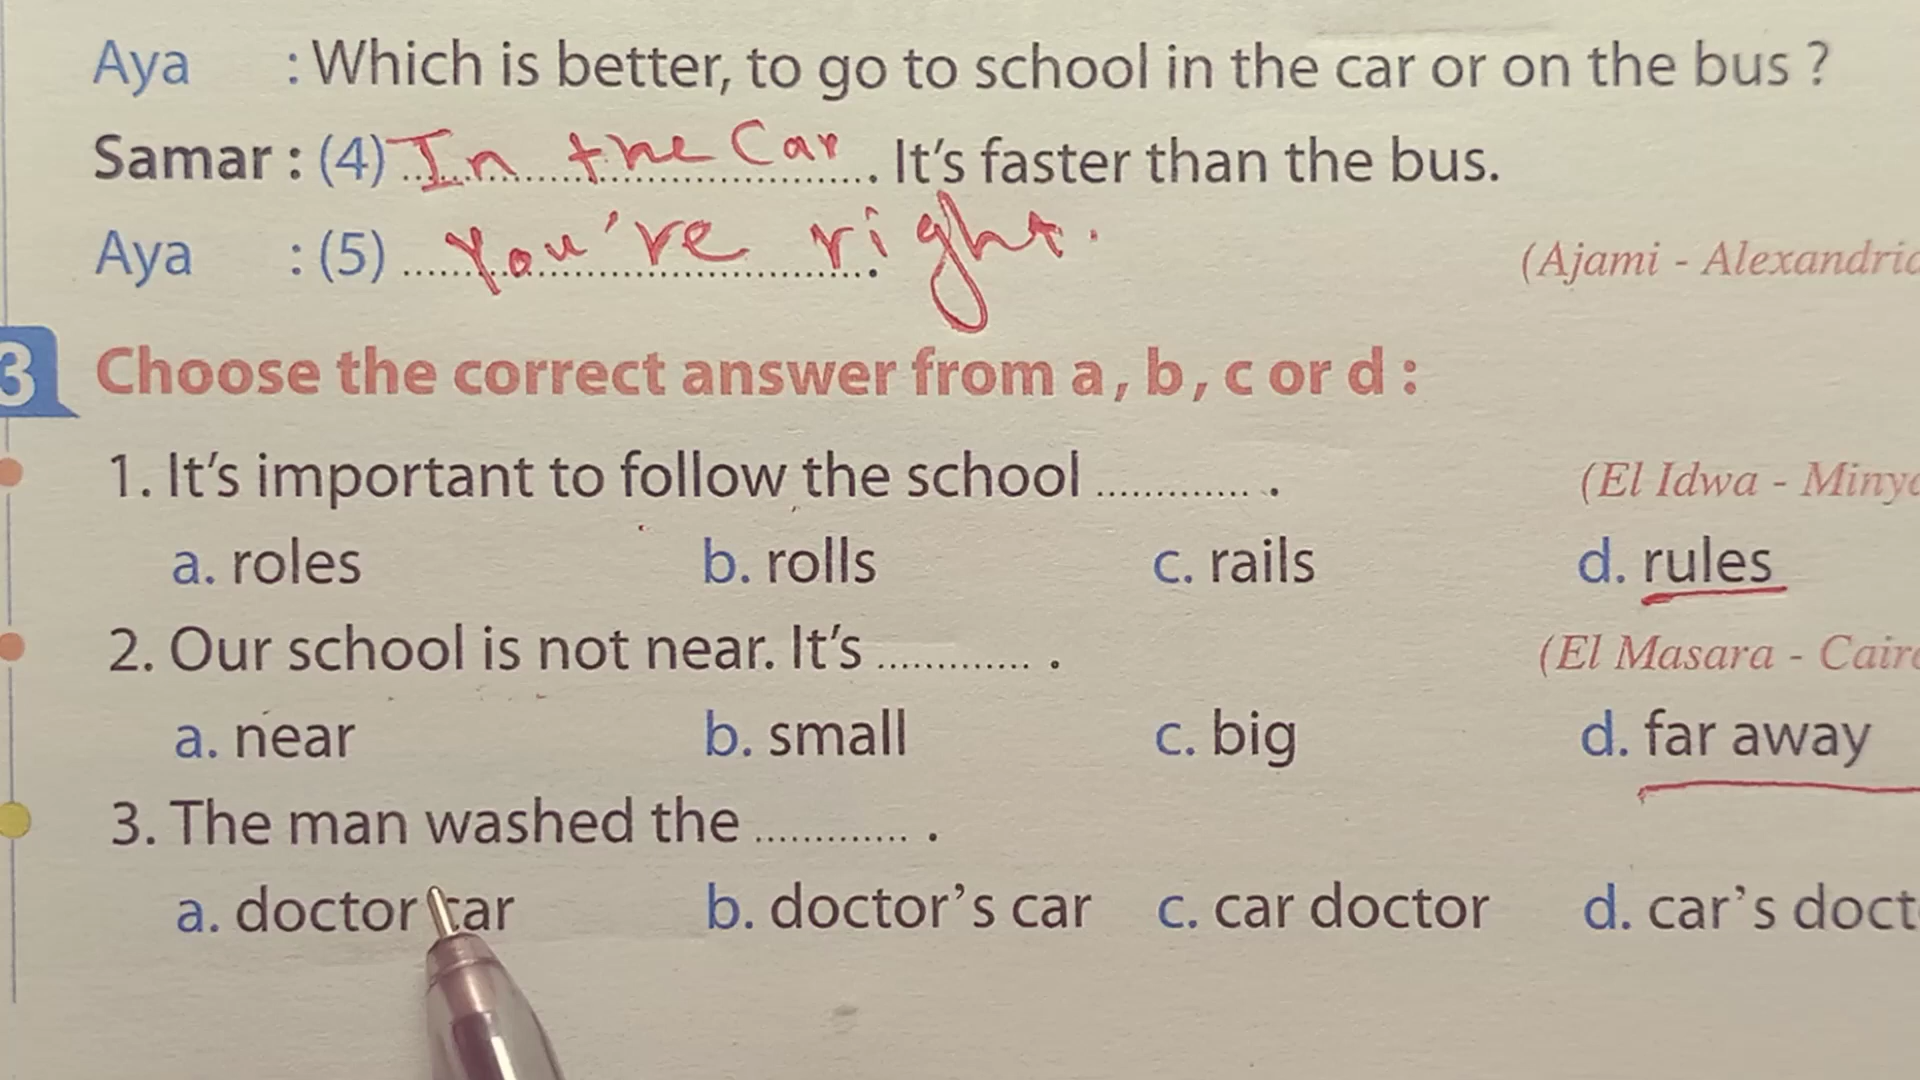 Aya : Which is better, to go to school in the car or on the bus ?
Samar : (4) In the Car. It's faster than the bus.
Aya : (5) You're right.
(Ajami - Alexandria
3 Choose the correct answer from a, b, c or d :
1. It's important to follow the school ............. . (El Idwa - Minya
a. roles b. rolls c. rails d. rules
2. Our school is not near. It's ............. . (El Masara - Cairo
a. near b. small c. big d. far away
3. The man washed the ............. .
a. doctor car b. doctor's car c. car doctor d. car's doct